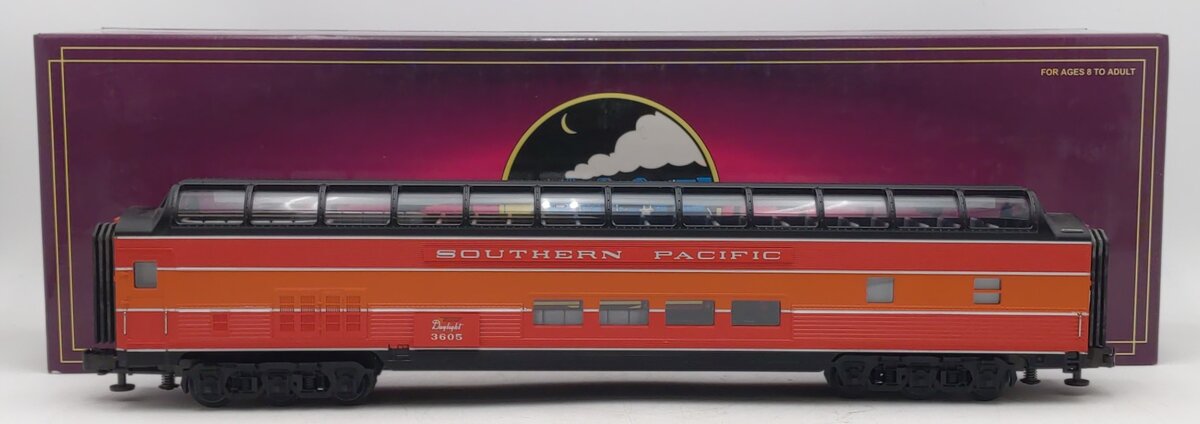 FOR AGES 8 TO ADULT
SOUTHERN PACIFIC
Daylight
3605